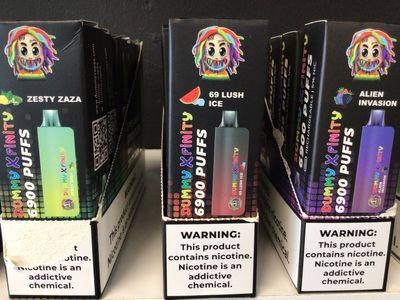 ZESTY ZAZA
DUMMY XFINITY
6900 PUFFS
WARNING:
This product
contains nicotine.
Nicotine is an
addictive
chemical.
69 LUSH
ICE
DUMMY XFINITY
6900 PUFFS
WARNING:
This product
contains nicotine.
Nicotine is an
addictive
chemical.
ALIEN
INVASION
DUMMY XFINITY
6900 PUFFS
WARNING:
This product
contains nicotine.
Nicotine is an
addictive
chemical.